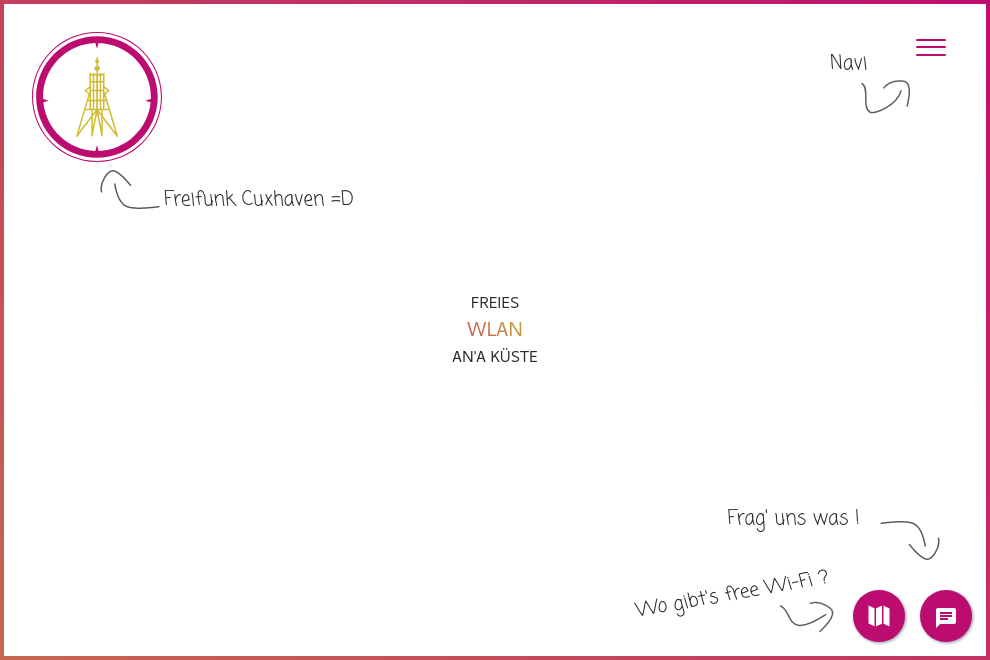 Navi
Freifunk Cuxhaven =D
FREIES
WLAN
AN'A KÜSTE
Frag' uns was !
Wo gibt's free Wi-Fi ?